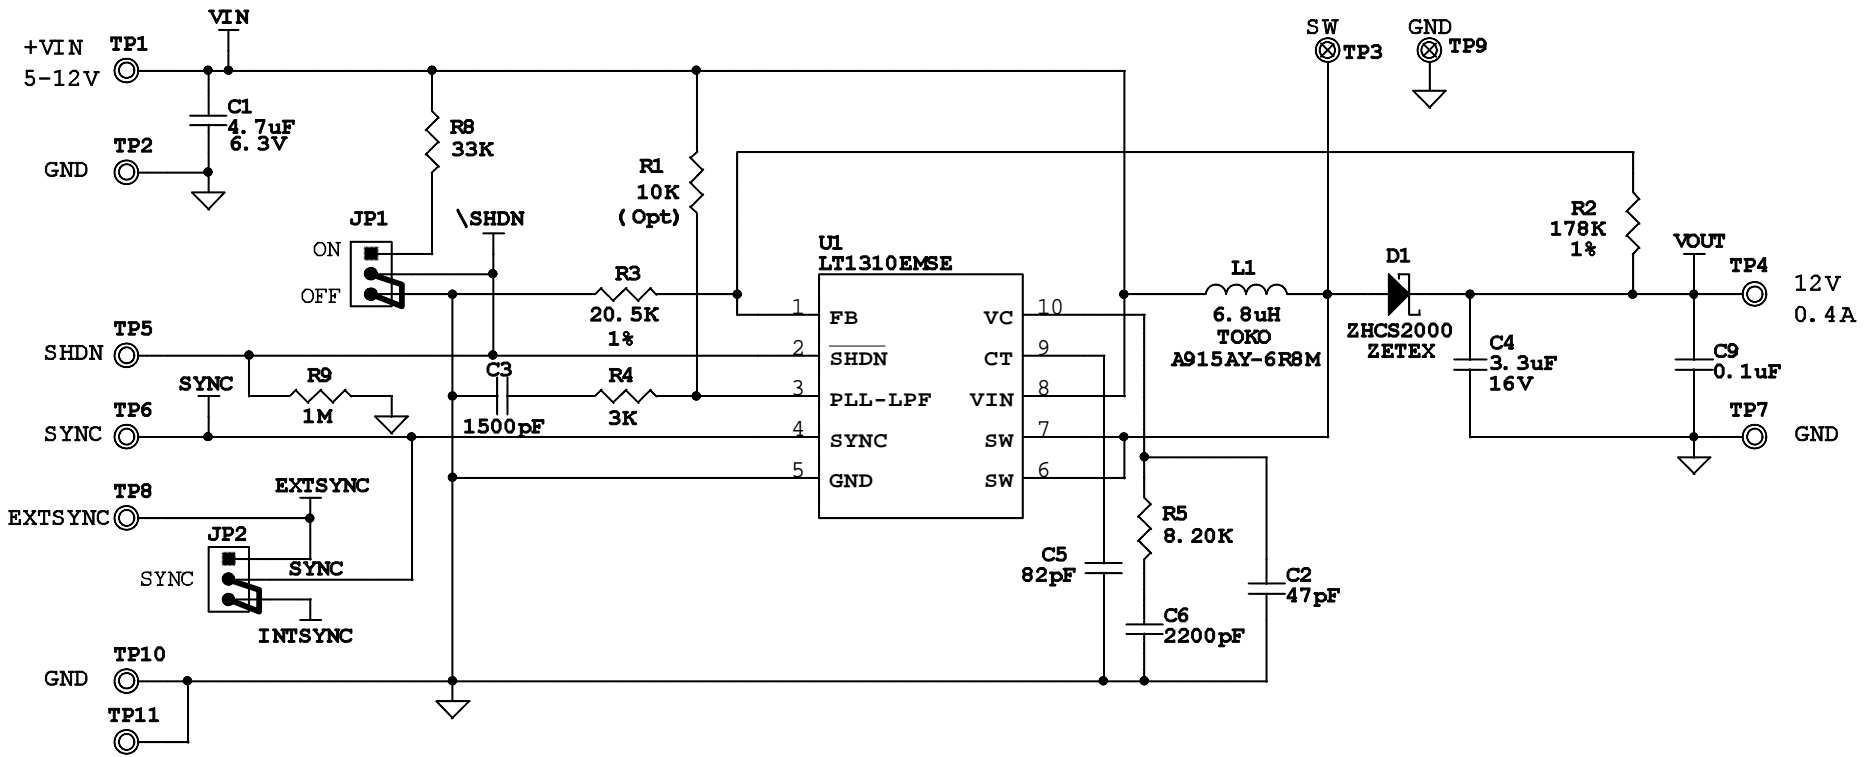 VIN
+VIN
5-12V
TP1
C1
4.7uF
6.3V
TP2
GND
R8
33K
R1
10K
(Opt)
SW
TP3
GND
TP9
JP1
ON
OFF
\SHDN
R3
20.5K
1%
U1
LT1310EMSE
1
FB
2
SHDN
3
PLL-LPF
4
SYNC
5
GND
10
VC
9
CT
8
VIN
7
SW
6
SW
L1
6.8uH
TOKO
A915AY-6R8M
D1
ZHCS2000
ZETEX
R2
178K
1%
VOUT
TP4
12V
0.4A
C4
3.3uF
16V
C9
0.1uF
TP7
GND
TP5
SHDN
SYNC
R9
1M
C3
1500pF
R4
3K
TP6
SYNC
TP8
EXTSYNC
EXTSYNC
JP2
SYNC
SYNC
INTSYNC
R5
8.20K
C5
82pF
C6
2200pF
C2
47pF
TP10
GND
TP11